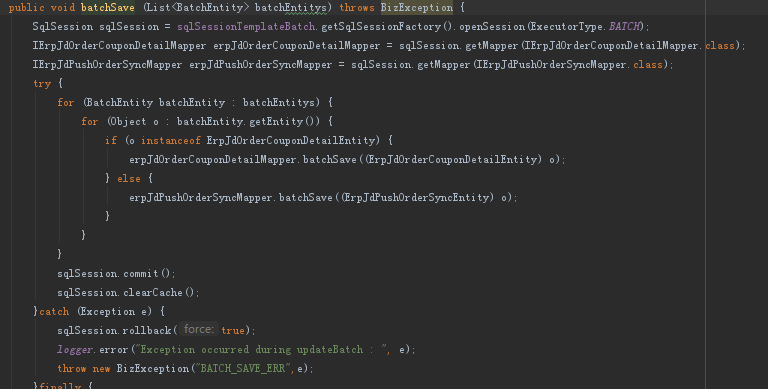 public void batchSave (List<BatchEntity> batchEntitys) throws BizException {
SqlSession sqlSession = sqlSessionTemplateBatch.getSqlSessionFactory().openSession(ExecutorType.BATCH);
IErpJdOrderCouponDetailMapper erpJdOrderCouponDetailMapper = sqlSession.getMapper(IErpJdOrderCouponDetailMapper.class);
IErpJdPushOrderSyncMapper erpJdPushOrderSyncMapper = sqlSession.getMapper(IErpJdPushOrderSyncMapper.class);
try {
for (BatchEntity batchEntity : batchEntitys) {
for (Object o : batchEntity.getEntity()) {
if (o instanceof ErpJdOrderCouponDetailEntity) {
erpJdOrderCouponDetailMapper.batchSave((ErpJdOrderCouponDetailEntity) o);
} else {
erpJdPushOrderSyncMapper.batchSave((ErpJdPushOrderSyncEntity) o);
}
}
}
sqlSession.commit();
sqlSession.clearCache();
}catch (Exception e) {
sqlSession.rollback( force: true);
logger.error("Exception occurred during updateBatch : ", e);
throw new BizException("BATCH_SAVE_ERR",e);
}finally {